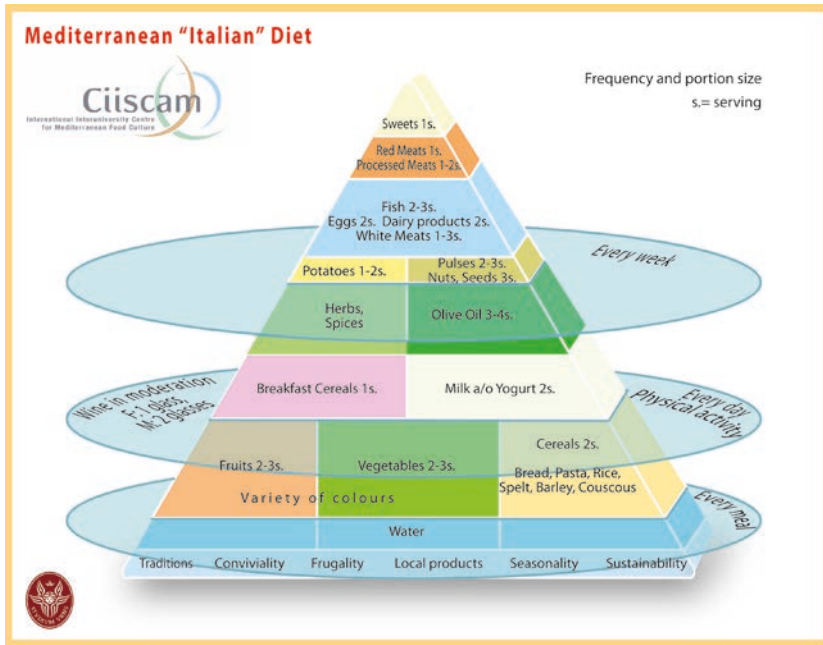 Mediterranean “Italian” Diet
Ciiscam
International Interuniversity Centre
for Mediterranean Food Culture
Frequency and portion size
s.= serving
Sweets 1s.
Red Meats 1s.
Processed Meats 1-2s.
Fish 2-3s.
Eggs 2s. Dairy products 2s.
White Meats 1-3s.
Every week
Potatoes 1-2s.
Pulses 2-3s.
Nuts, Seeds 3s.
Herbs,
Spices
Olive Oil 3-4s.
Wine in moderation
F:1 glass,
M: 2 glasses
Breakfast Cereals 1s.
Milk a/o Yogurt 2s.
Every day
Physical activity
Fruits 2-3s.
Vegetables 2-3s.
Cereals 2s.
Bread, Pasta, Rice,
Spelt, Barley, Couscous
Variety of colours
Every meal
Water
Traditions Conviviality Frugality Local products Seasonality Sustainability